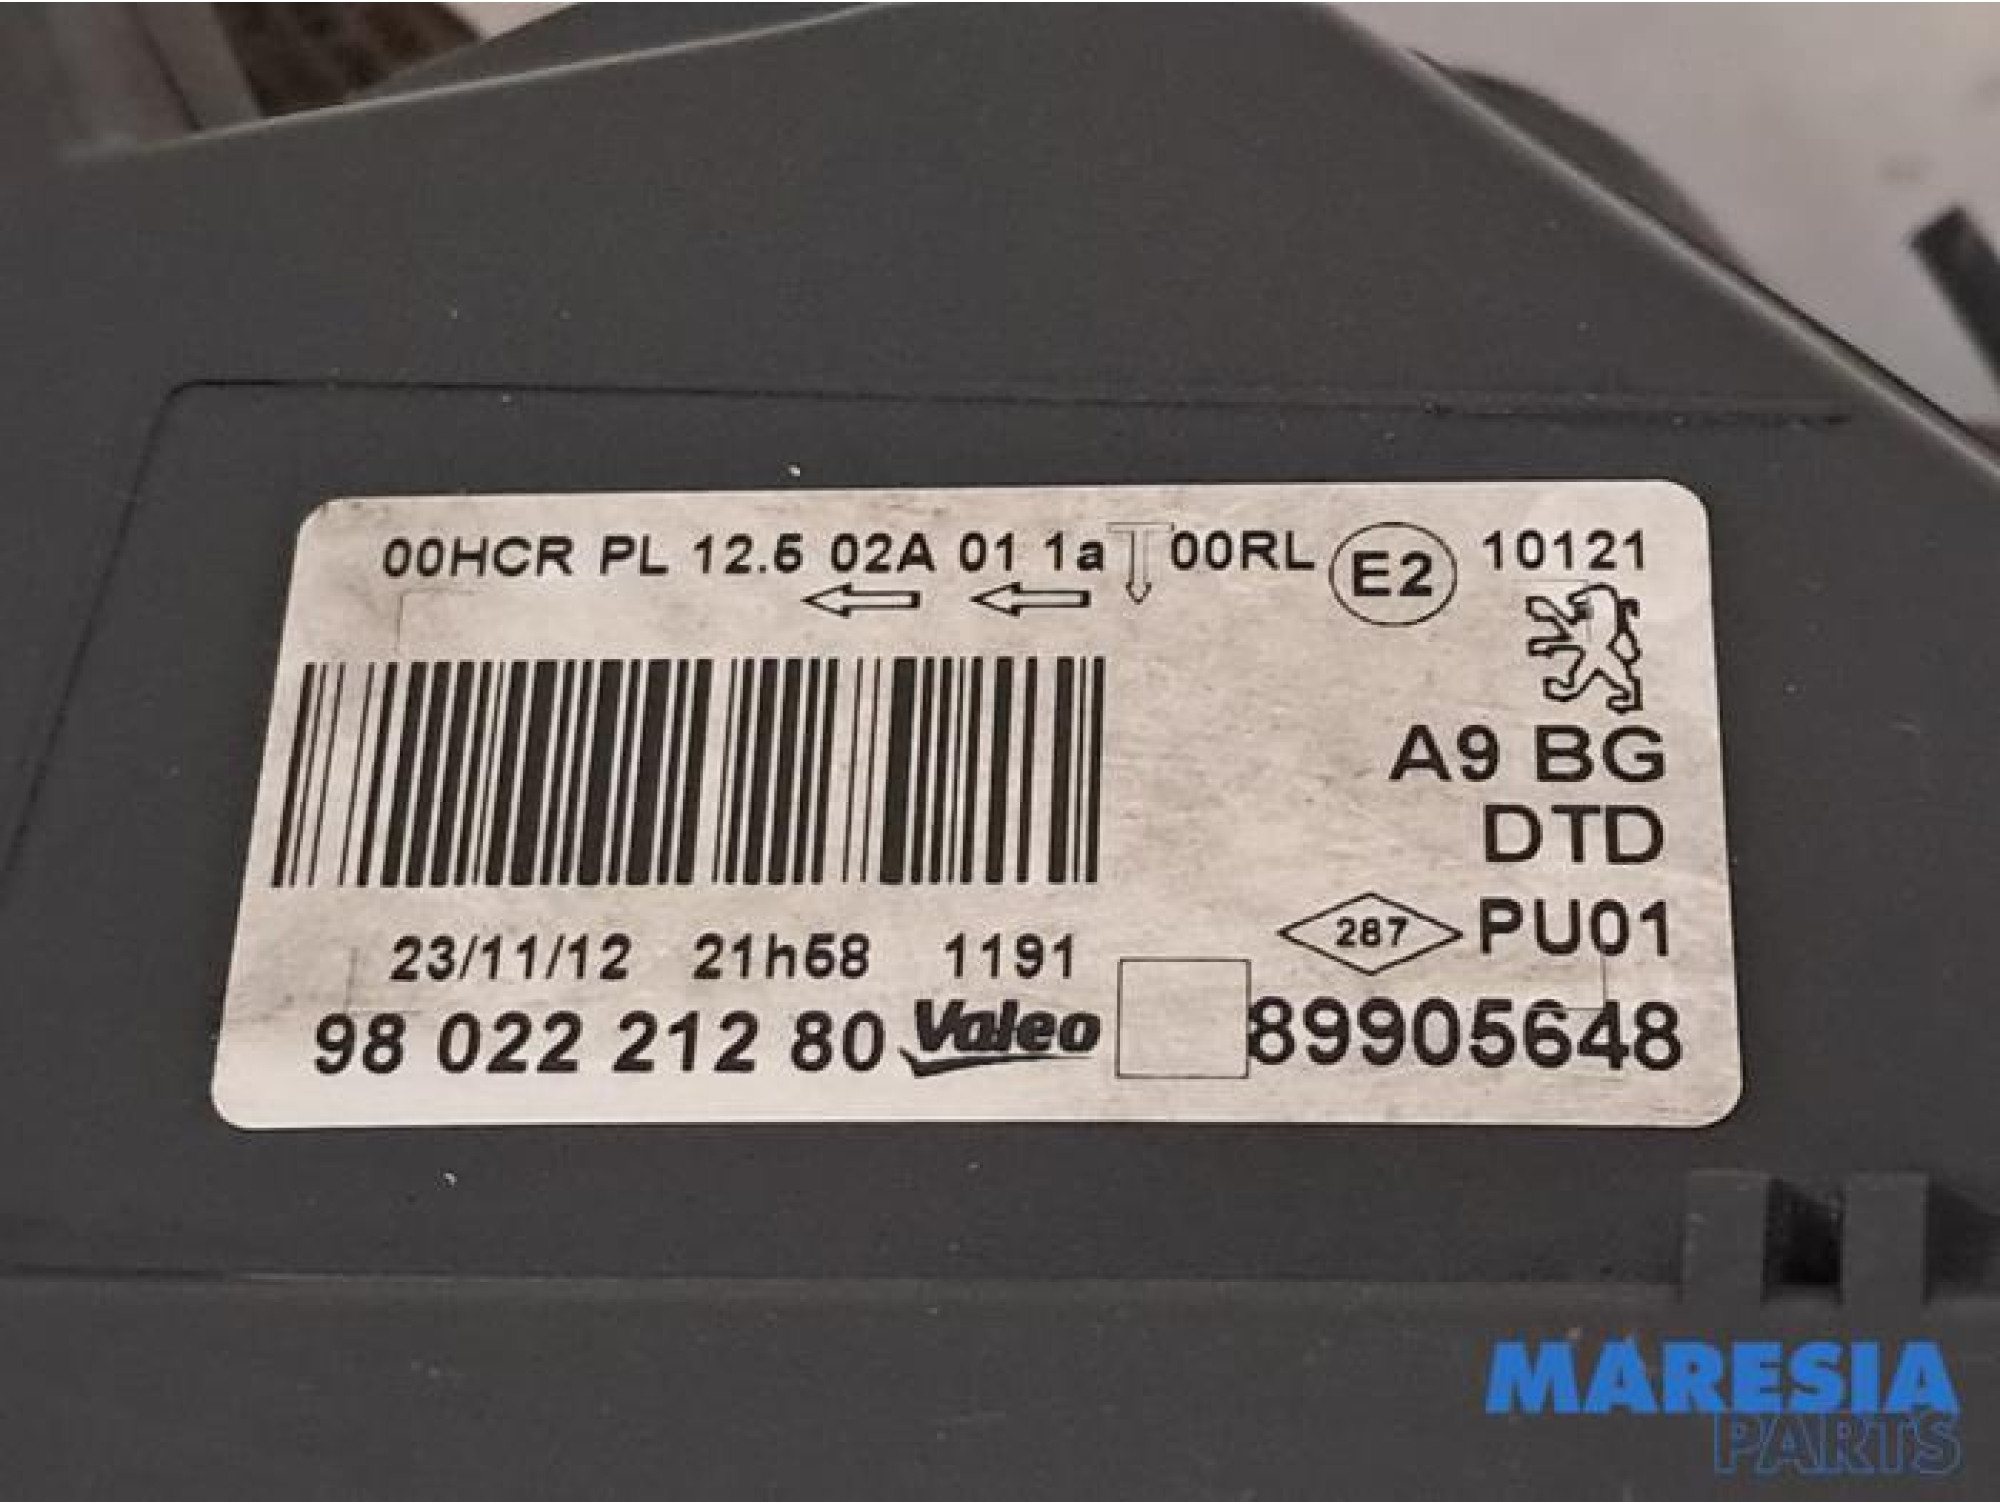 00HCR PL 12.5 02A 01 1a 00RL E2 10121
A9 BG
DTD
287 PU01
23/11/12 21h58 1191
98 022 212 80 Valeo 89905648
MARESIA
PARTS